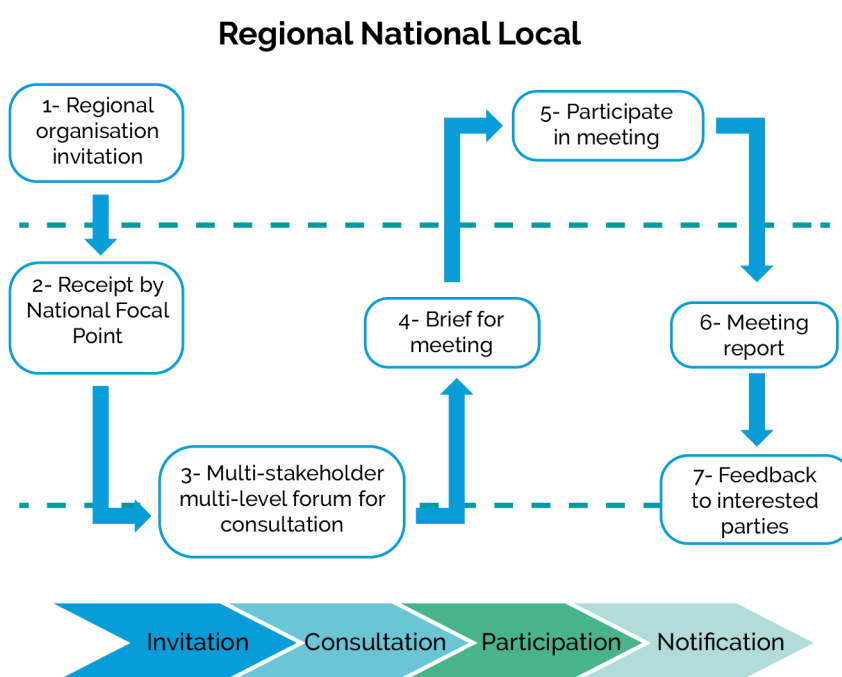 Regional National Local
1- Regional
organisation
invitation
2- Receipt by
National Focal
Point
3- Multi-stakeholder
multi-level forum for
consultation
4- Brief for
meeting
5- Participate
in meeting
6- Meeting
report
7- Feedback
to interested
parties
Invitation
Consultation
Participation
Notification